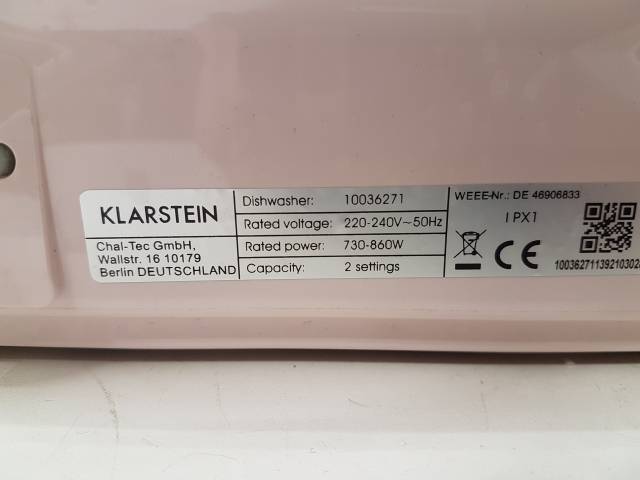 KLARSTEIN
Chal-Tec GmbH,
Wallstr. 16 10179
Berlin DEUTSCHLAND
Dishwasher: 10036271
Rated voltage: 220-240V~50Hz
Rated power: 730-860W
Capacity: 2 settings
WEEE-Nr.: DE 46906833
IPX1
CE